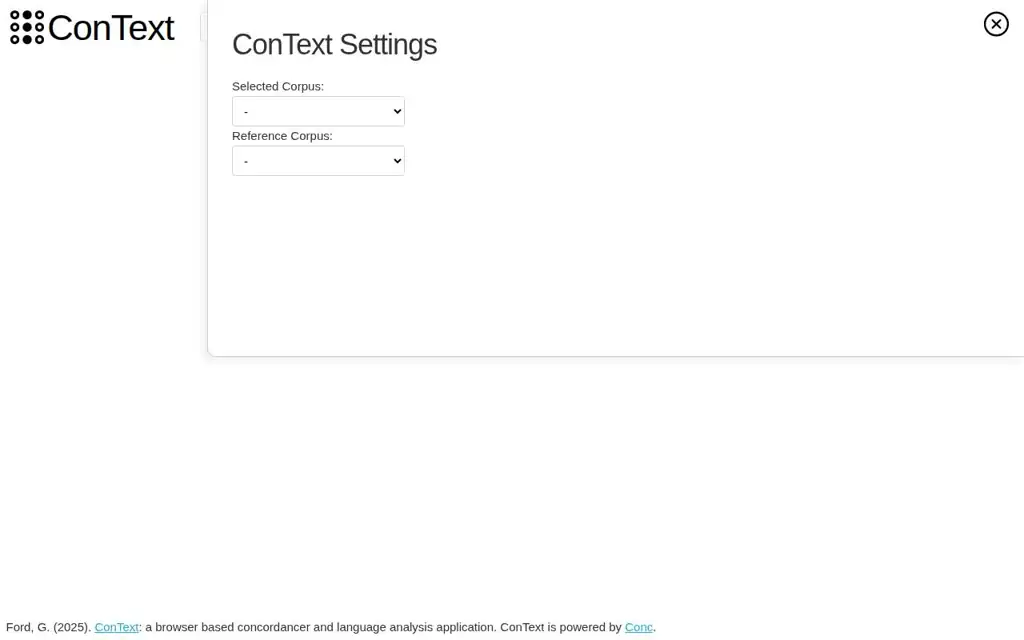 ConText
ConText Settings
Selected Corpus:
-
Reference Corpus:
-
Ford, G. (2025). ConText: a browser based concordancer and language analysis application. ConText is powered by Conc.